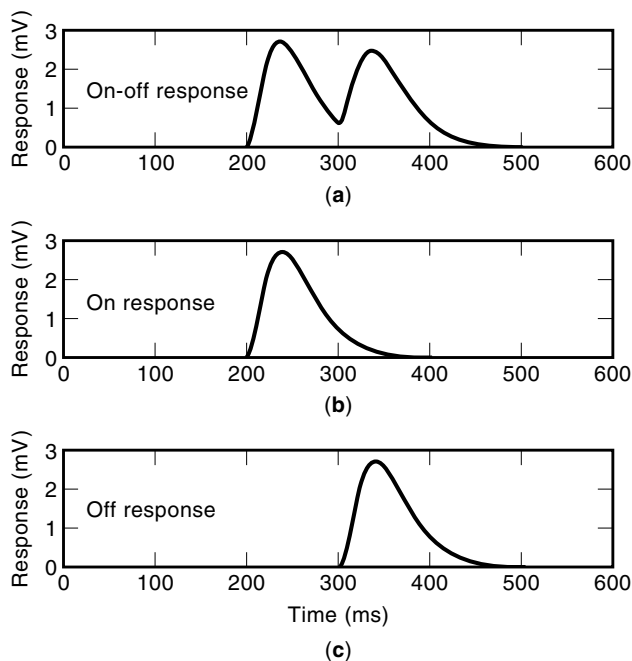 Response (mV)
3
2
1
0
On-off response
0 100 200 300 400 500 600
(a)
Response (mV)
3
2
1
0
On response
0 100 200 300 400 500 600
(b)
Response (mV)
3
2
1
0
Off response
0 100 200 300 400 500 600
Time (ms)
(c)